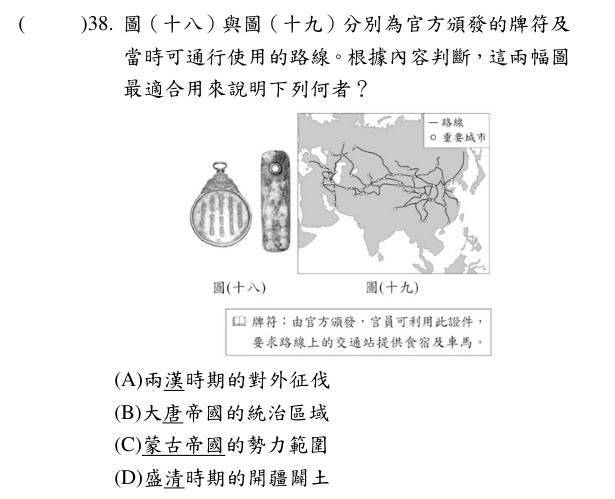 (　　)38. 圖（十八）與圖（十九）分別為官方頒發的牌符及
當時可通行使用的路線。根據內容判斷，這兩幅圖
最適合用來說明下列何者？
路線
重要城市
圖(十八)
圖(十九)
牌符：由官方頒發，官員可利用此證件，
要求路線上的交通站提供食宿及車馬。
(A)兩漢時期的對外征伐
(B)大唐帝國的統治區域
(C)蒙古帝國的勢力範圍
(D)盛清時期的開疆闢土